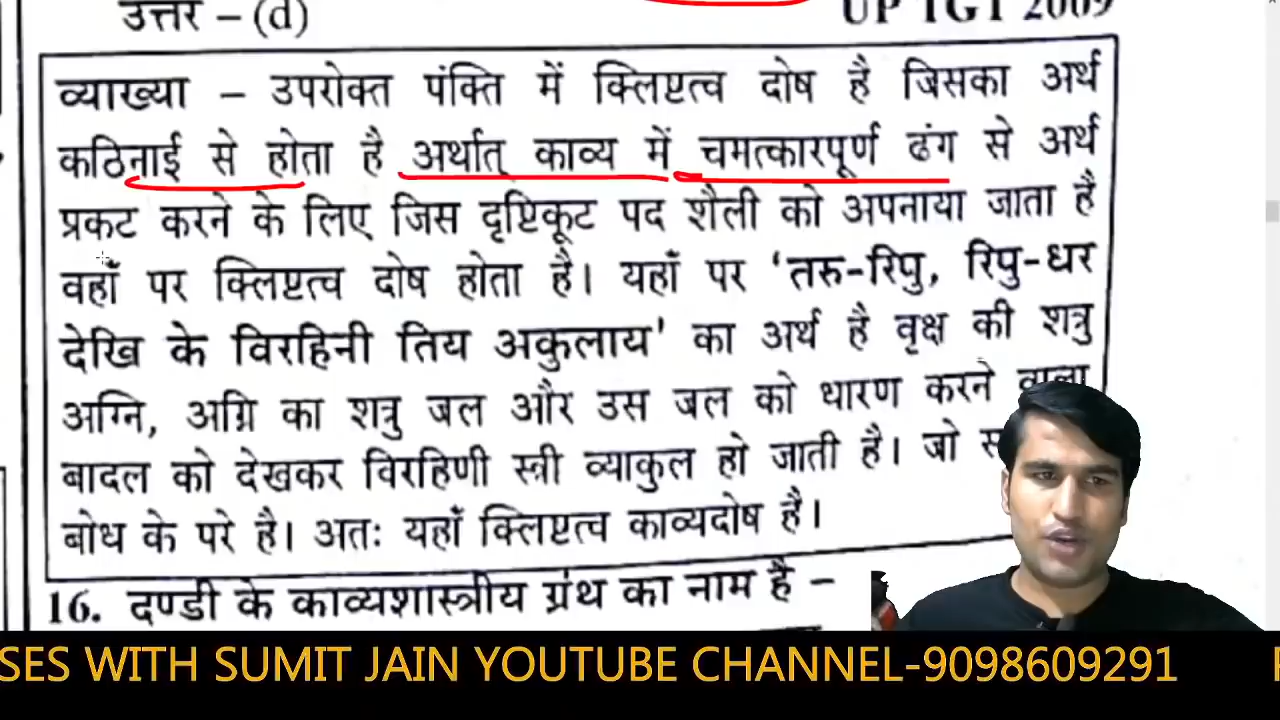 उत्तर –(d) UP TGT 2009
व्याख्या – उपरोक्त पंक्ति में क्लिष्टत्व दोष है जिसका अर्थ
कठिनाई से होता है अर्थात् काव्य में चमत्कारपूर्ण ढंग से अर्थ
प्रकट करने के लिए जिस दृष्टिकूट पद शैली को अपनाया जाता है
वहाँ पर क्लिष्टत्व दोष होता है। यहाँ पर ‘तरु-रिपु, रिपु-धर
देखि के विरहिनी तिय अकुलाय’ का अर्थ है वृक्ष की शत्रु
अग्नि, अग्नि का शत्रु जल और उस जल को धारण करने वाला
बादल को देखकर विरहिणी स्त्री व्याकुल हो जाती है। जो
बोध के परे है। अतः यहाँ क्लिष्टत्व काव्यदोष है।
16. दण्डी के काव्यशास्त्रीय ग्रंथ का नाम है –
SES WITH SUMIT JAIN YOUTUBE CHANNEL-9098609291